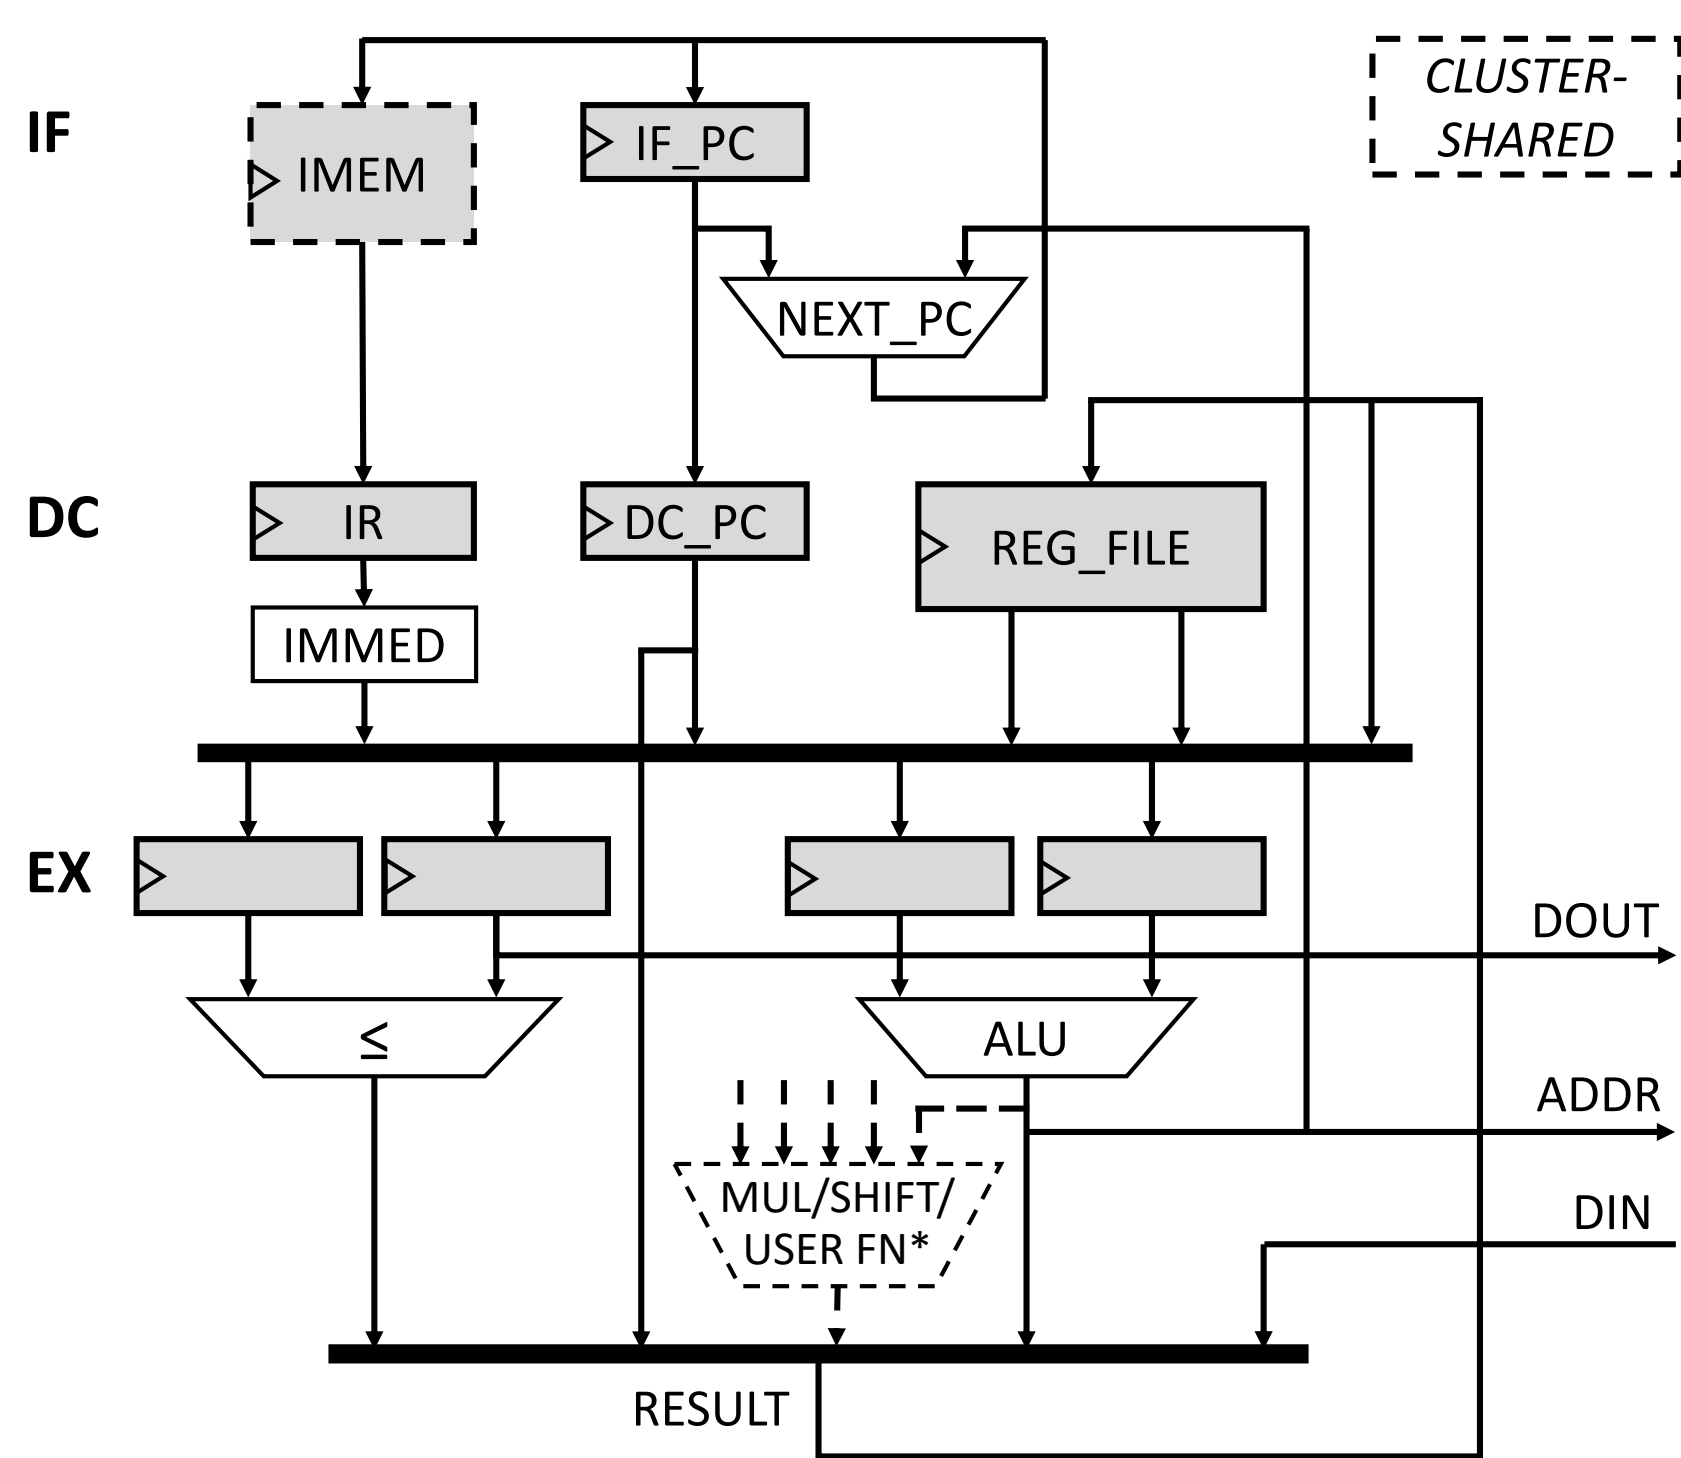 CLUSTER-
SHARED
IF
IMEM
IF_PC
NEXT_PC
DC
IR
DC_PC
REG_FILE
IMMED
EX
DOUT
≤
ALU
ADDR
MUL/SHIFT/
USER FN*
DIN
RESULT